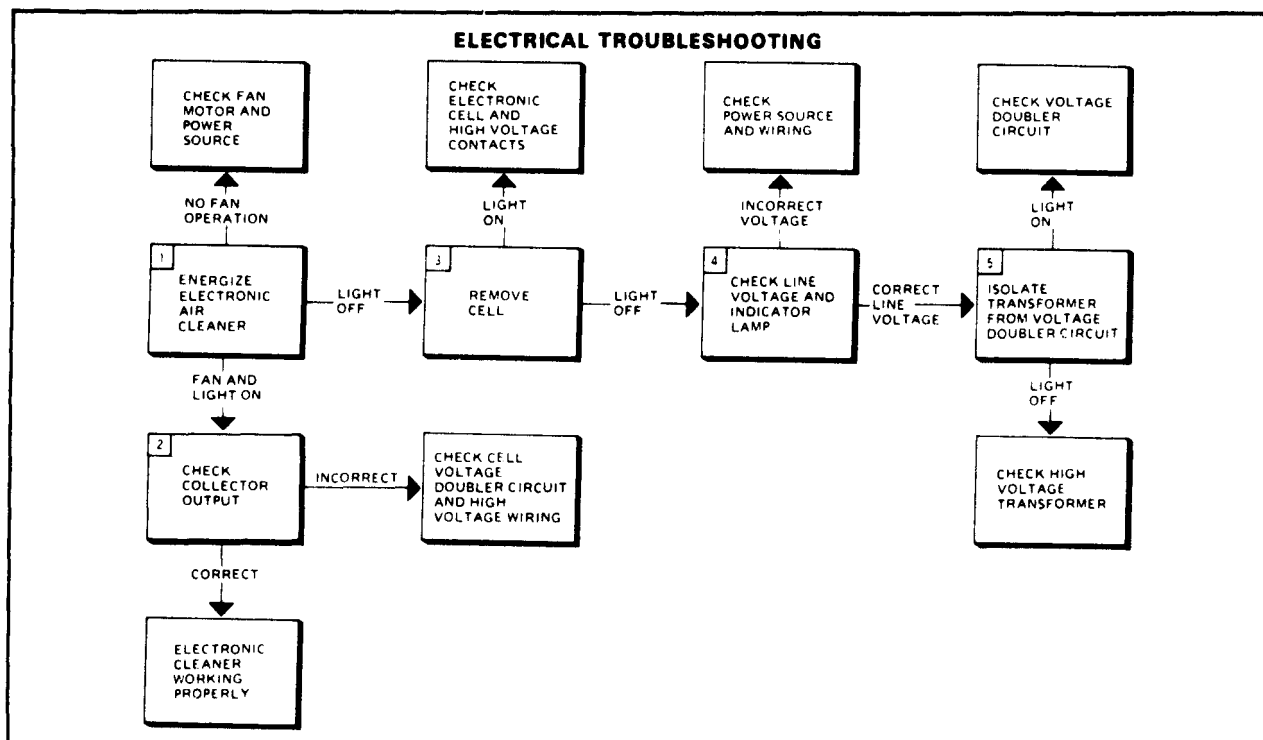 ELECTRICAL TROUBLESHOOTING
CHECK FAN
MOTOR AND
POWER
SOURCE
CHECK
ELECTRONIC
CELL AND
HIGH VOLTAGE
CONTACTS
CHECK
POWER SOURCE
AND WIRING
CHECK VOLTAGE
DOUBLER
CIRCUIT
NO FAN
OPERATION
LIGHT
ON
INCORRECT
VOLTAGE
LIGHT
ON
1
ENERGIZE
ELECTRONIC
AIR
CLEANER
LIGHT
OFF
3
REMOVE
CELL
LIGHT
OFF
4
CHECK LINE
VOLTAGE AND
INDICATOR
LAMP
CORRECT
LINE
VOLTAGE
5
ISOLATE
TRANSFORMER
FROM VOLTAGE
DOUBLER CIRCUIT
FAN AND
LIGHT ON
LIGHT
OFF
2
CHECK
COLLECTOR
OUTPUT
INCORRECT
CHECK CELL
VOLTAGE
DOUBLER CIRCUIT
AND HIGH
VOLTAGE WIRING
CHECK HIGH
VOLTAGE
TRANSFORMER
CORRECT
ELECTRONIC
CLEANER
WORKING
PROPERLY